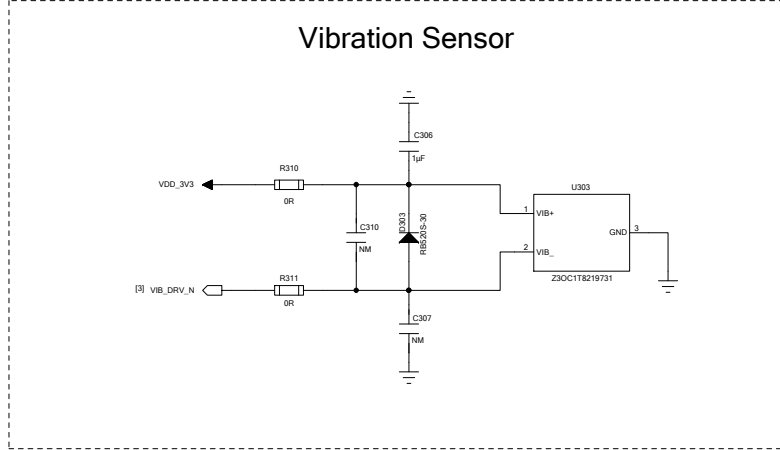 Vibration Sensor
C306
1µF
R310
VDD_3V3
0R
U303
1
VIB+
C310
NM
D303
RB520S-30
GND
3
2
VIB_
R311
[3] VIB_DRV_N
0R
Z3OC1T8219731
C307
NM